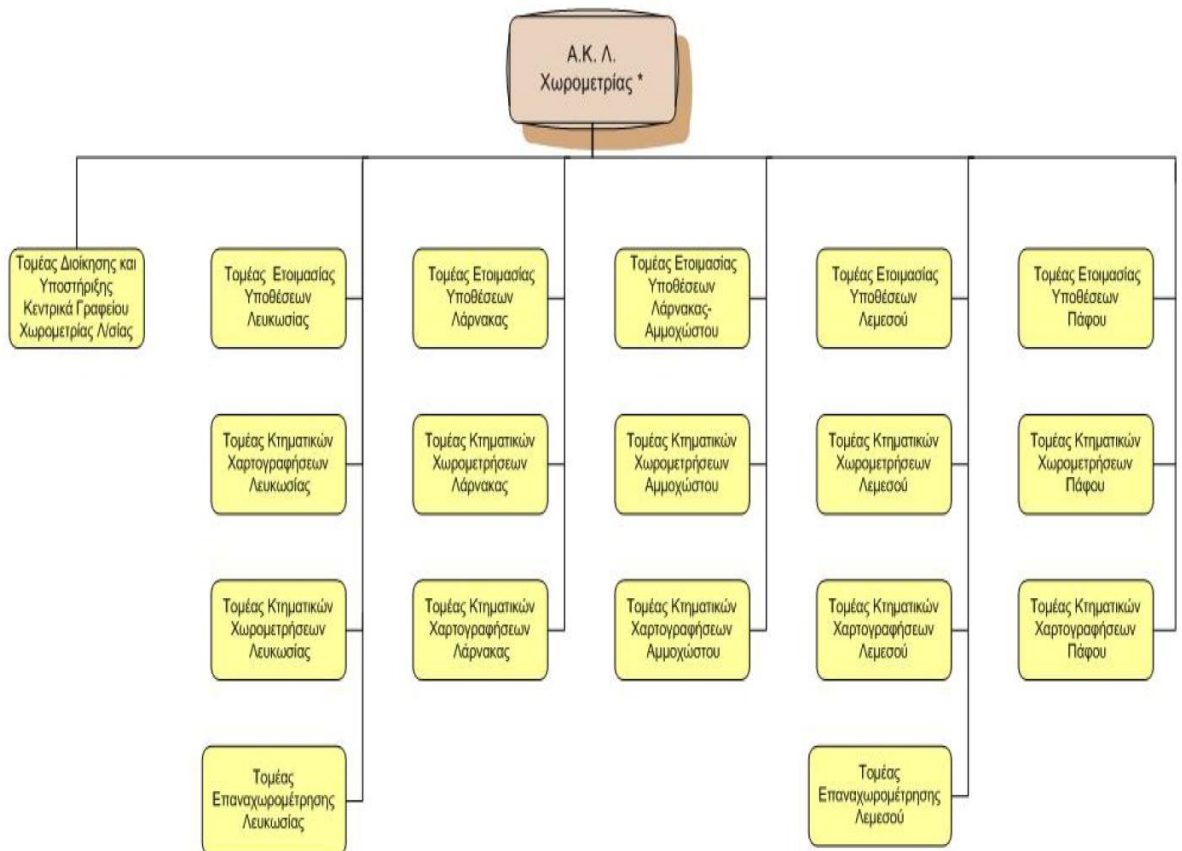 Α.Κ. Λ.
Χωρομετρίας *
Τομέας Διοίκησης και
Υποστήριξης
Κεντρικά Γραφείου
Χωρομετρίας Λ/σίας
Τομέας Ετοιμασίας
Υποθέσεων
Λευκωσίας
Τομέας Ετοιμασίας
Υποθέσεων
Λάρνακας
Τομέας Ετοιμασίας
Υποθέσεων
Λάρνακας-
Αμμοχώστου
Τομέας Ετοιμασίας
Υποθέσεων
Λεμεσού
Τομέας Ετοιμασίας
Υποθέσεων
Πάφου
Τομέας Κτηματικών
Χαρτογραφήσεων
Λευκωσίας
Τομέας Κτηματικών
Χωρομετρήσεων
Λάρνακας
Τομέας Κτηματικών
Χωρομετρήσεων
Αμμοχώστου
Τομέας Κτηματικών
Χωρομετρήσεων
Λεμεσού
Τομέας Κτηματικών
Χωρομετρήσεων
Πάφου
Τομέας Κτηματικών
Χωρομετρήσεων
Λευκωσίας
Τομέας Κτηματικών
Χαρτογραφήσεων
Λάρνακας
Τομέας Κτηματικών
Χαρτογραφήσεων
Αμμοχώστου
Τομέας Κτηματικών
Χαρτογραφήσεων
Λεμεσού
Τομέας Κτηματικών
Χαρτογραφήσεων
Πάφου
Τομέας
Επαναχωρομέτρησης
Λευκωσίας
Τομέας
Επαναχωρομέτρησης
Λεμεσού